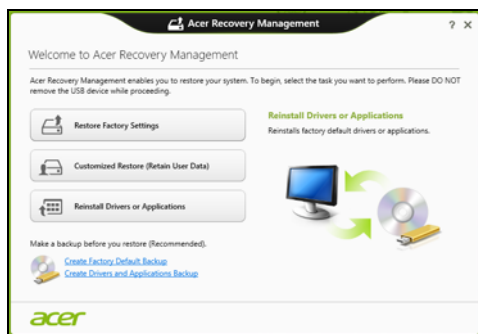 Acer Recovery Management
? ✕
Welcome to Acer Recovery Management
Acer Recovery Management enables you to restore your system. To begin, select the task you want to perform. Please DO NOT
remove the USB device while proceeding.
Restore Factory Settings
Customized Restore (Retain User Data)
Reinstall Drivers or Applications
Reinstall Drivers or Applications
Reinstalls factory default drivers or applications.
Make a backup before you restore (Recommended).
Create Factory Default Backup
Create Drivers and Applications Backup
acer